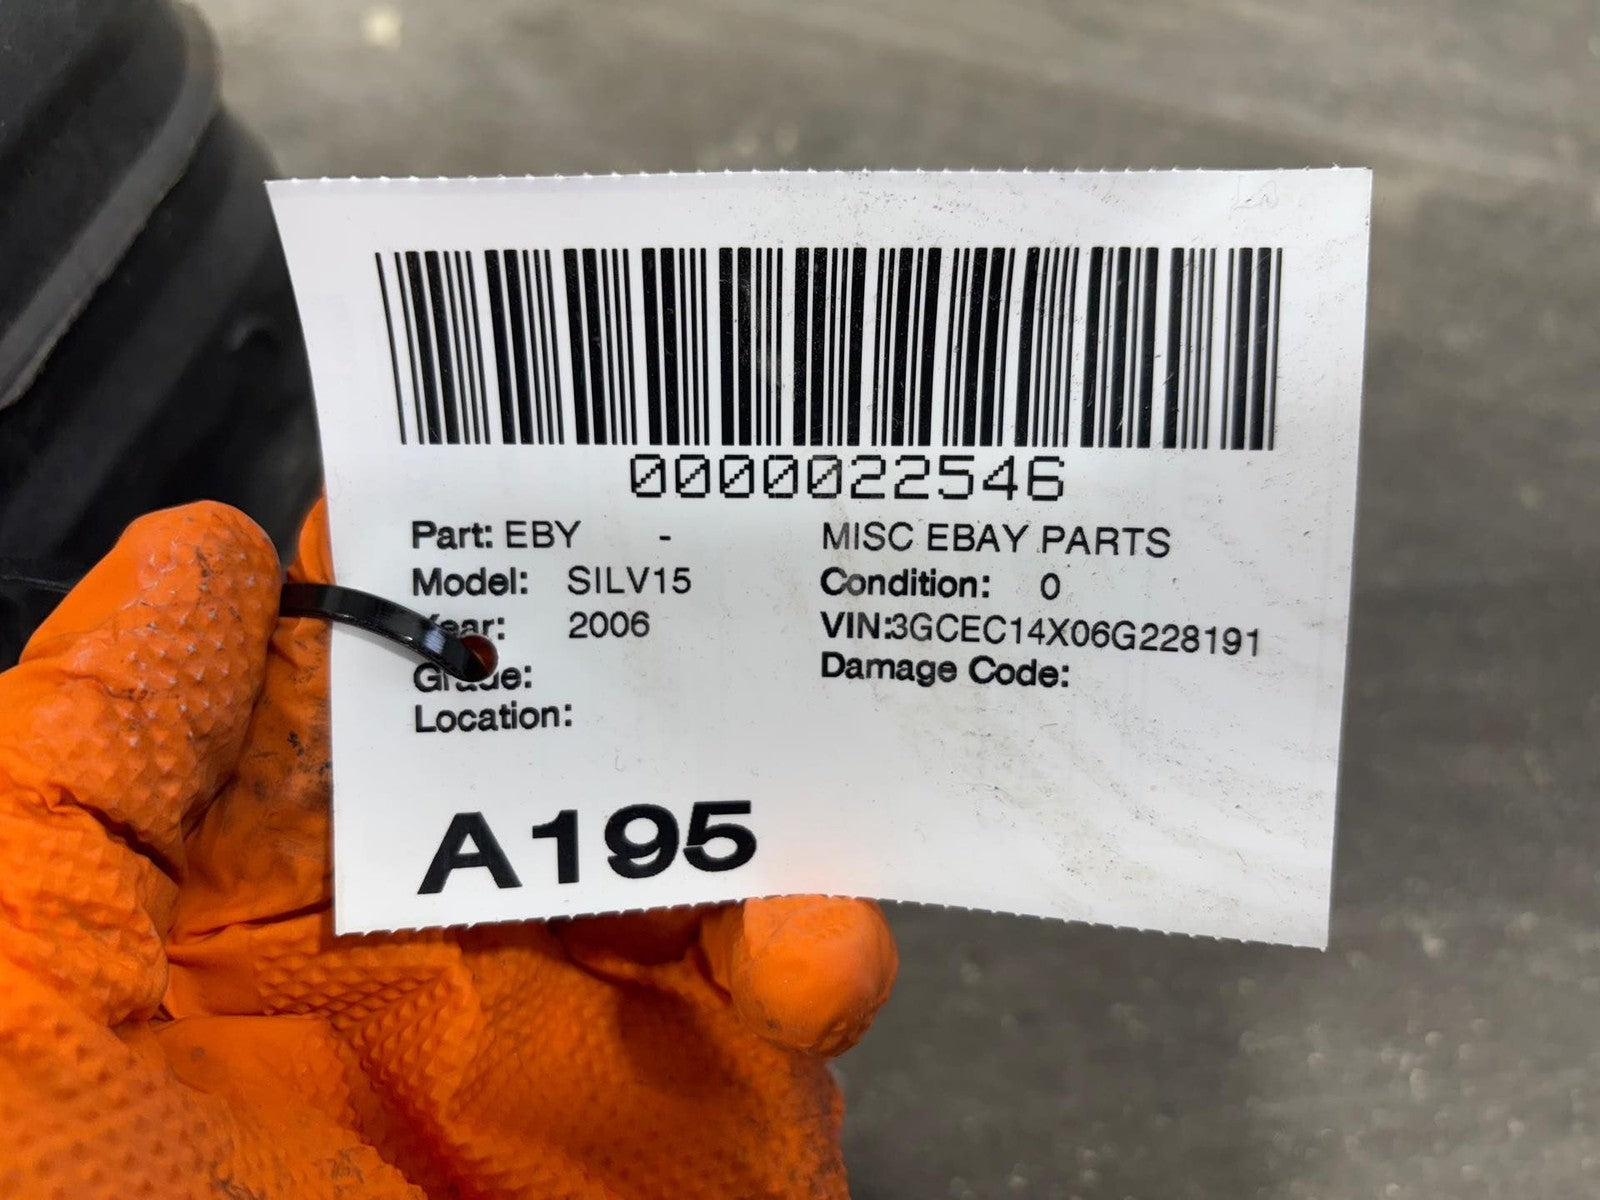 0000022546
Part: EBY - MISC EBAY PARTS
Model: SILV15 Condition: 0
Year: 2006 VIN:3GCEC14X06G228191
Grade: Damage Code:
Location:
A195